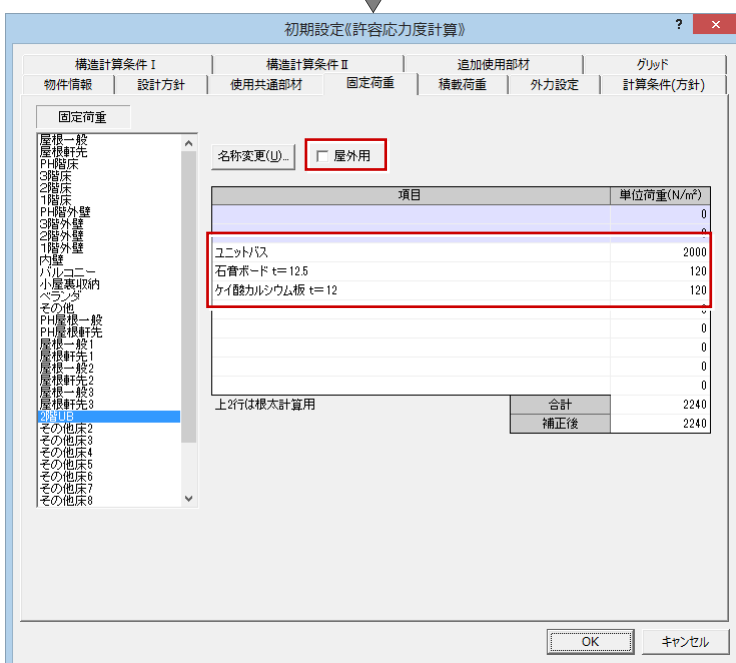 初期設定≪許容応力度計算≫
? ×
構造計算条件Ⅰ 構造計算条件Ⅱ 追加使用部材 グリッド
物件情報 設計方針 使用共通部材 固定荷重 積載荷重 外力設定 計算条件(方針)
固定荷重
屋根一般
屋根軒先
PH階床
3階床
2階床
1階床
PH階外壁
3階外壁
2階外壁
1階外壁
内壁
バルコニー
小屋裏収納
ベランダ
その他
PH屋根一般
PH屋根軒先
屋根一般1
屋根軒先1
屋根一般2
屋根軒先2
屋根一般3
屋根軒先3
2階UB
その他床2
その他床3
その他床4
その他床5
その他床6
その他床7
その他床8
名称変更(U)... 屋外用
項目 単位荷重(N/m²)
0
0
ユニットバス 2000
石膏ボード t=12.5 120
ケイ酸カルシウム板 t=12 120
0
0
0
0
0
上2行は根太計算用 合計 2240
補正後 2240
OK キャンセル